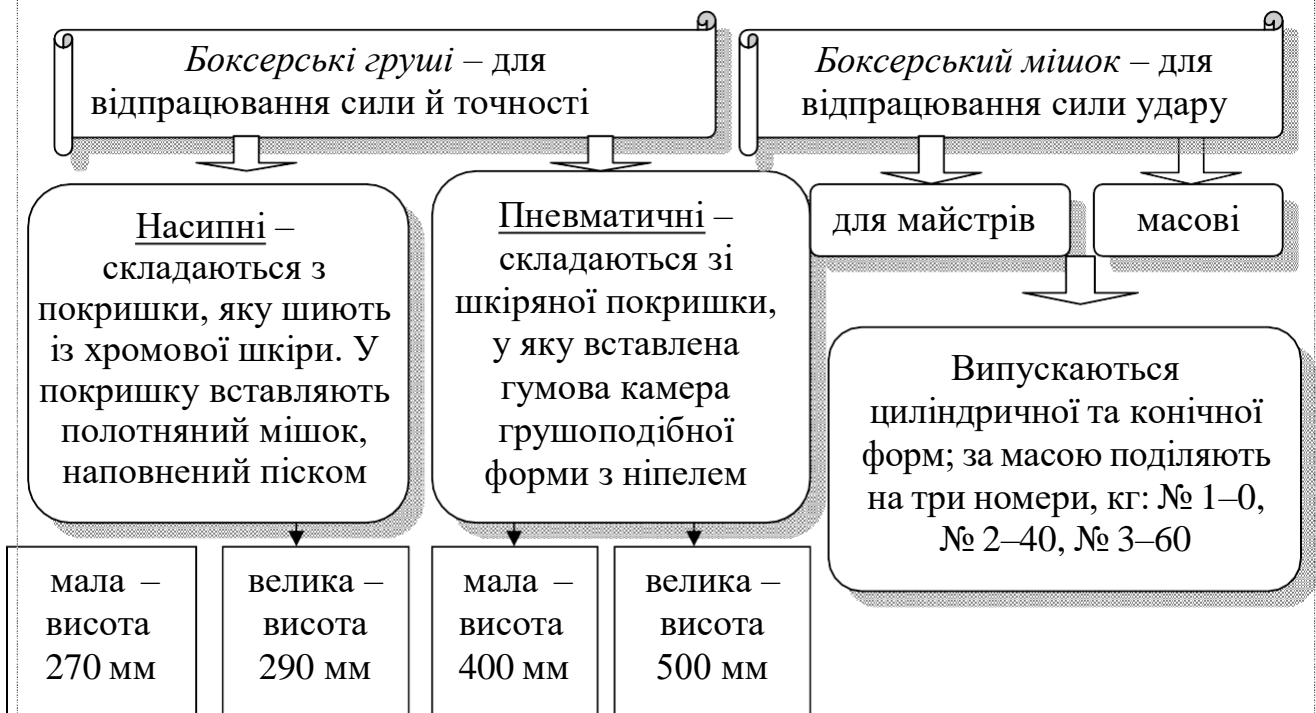 Боксерські груші – для
відпрацювання сили й точності
Боксерський мішок – для
відпрацювання сили удару
Насипні –
складаються з
покришки, яку шиють
із хромової шкіри. У
покришку вставляють
полотняний мішок,
наповнений піском
Пневматичні –
складаються зі
шкіряної покришки,
у яку вставлена
гумова камера
грушоподібної
форми з ніпелем
для майстрів
масові
Випускаються
циліндричної та конічної
форм; за масою поділяють
на три номери, кг: № 1–0,
№ 2–40, № 3–60
мала –
висота
270 мм
велика –
висота
290 мм
мала –
висота
400 мм
велика –
висота
500 мм